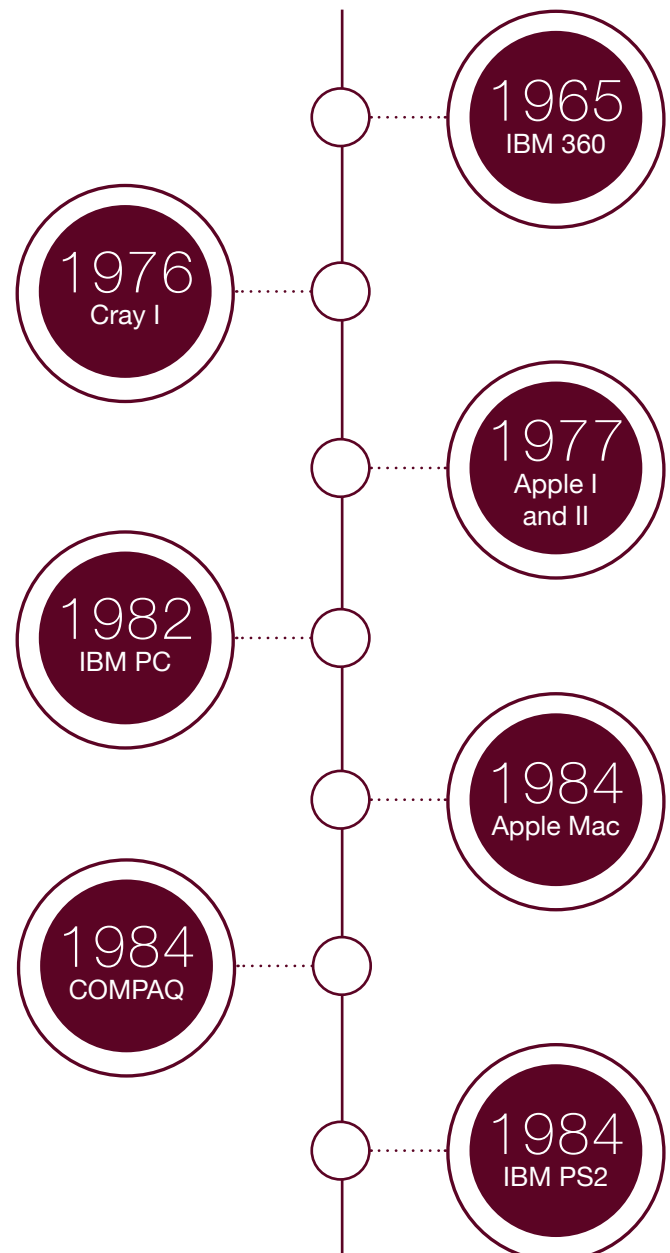 1965
IBM 360
1976
Cray I
1977
Apple I
and II
1982
IBM PC
1984
Apple Mac
1984
COMPAQ
1984
IBM PS2